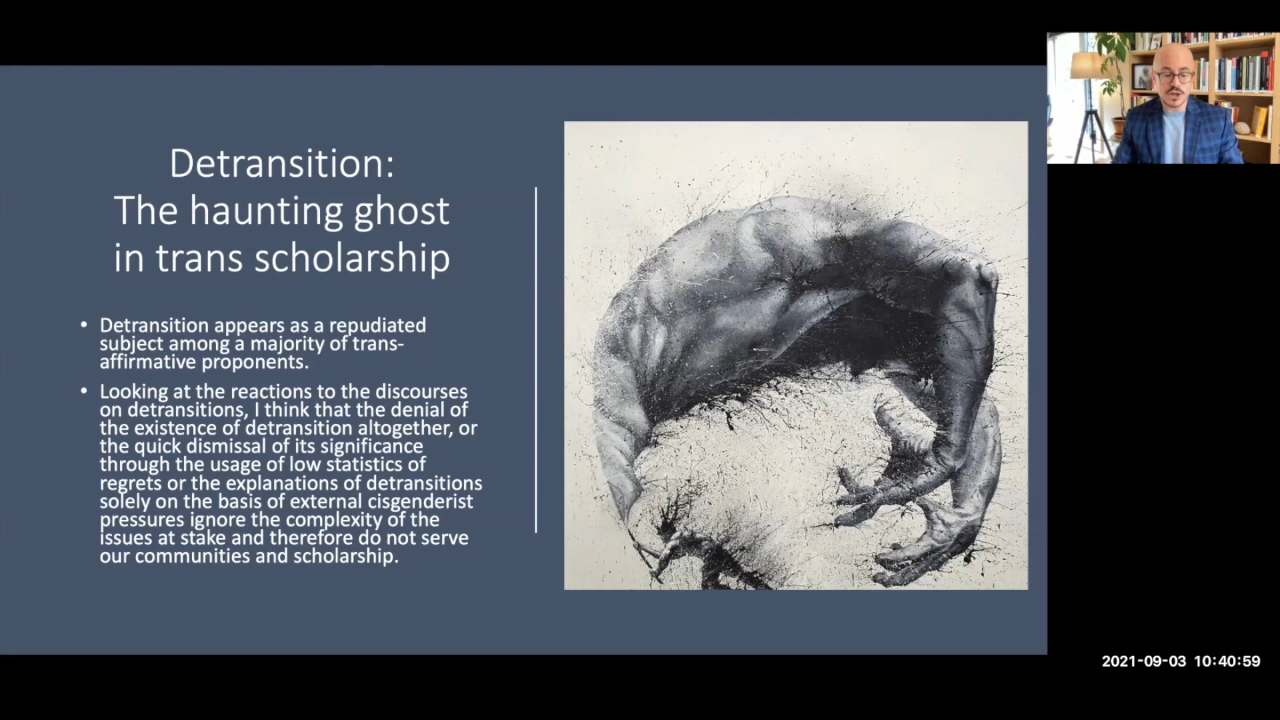 Detransition:
The haunting ghost
in trans scholarship
• Detransition appears as a repudiated
subject among a majority of trans-
affirmative proponents.
• Looking at the reactions to the discourses
on detransitions, I think that the denial of
the existence of detransition altogether, or
the quick dismissal of its significance
through the usage of low statistics of
regrets or the explanations of detransitions
solely on the basis of external cisgenderist
pressures ignore the complexity of the
issues at stake and therefore do not serve
our communities and scholarship.
2021-09-03 10:40:59